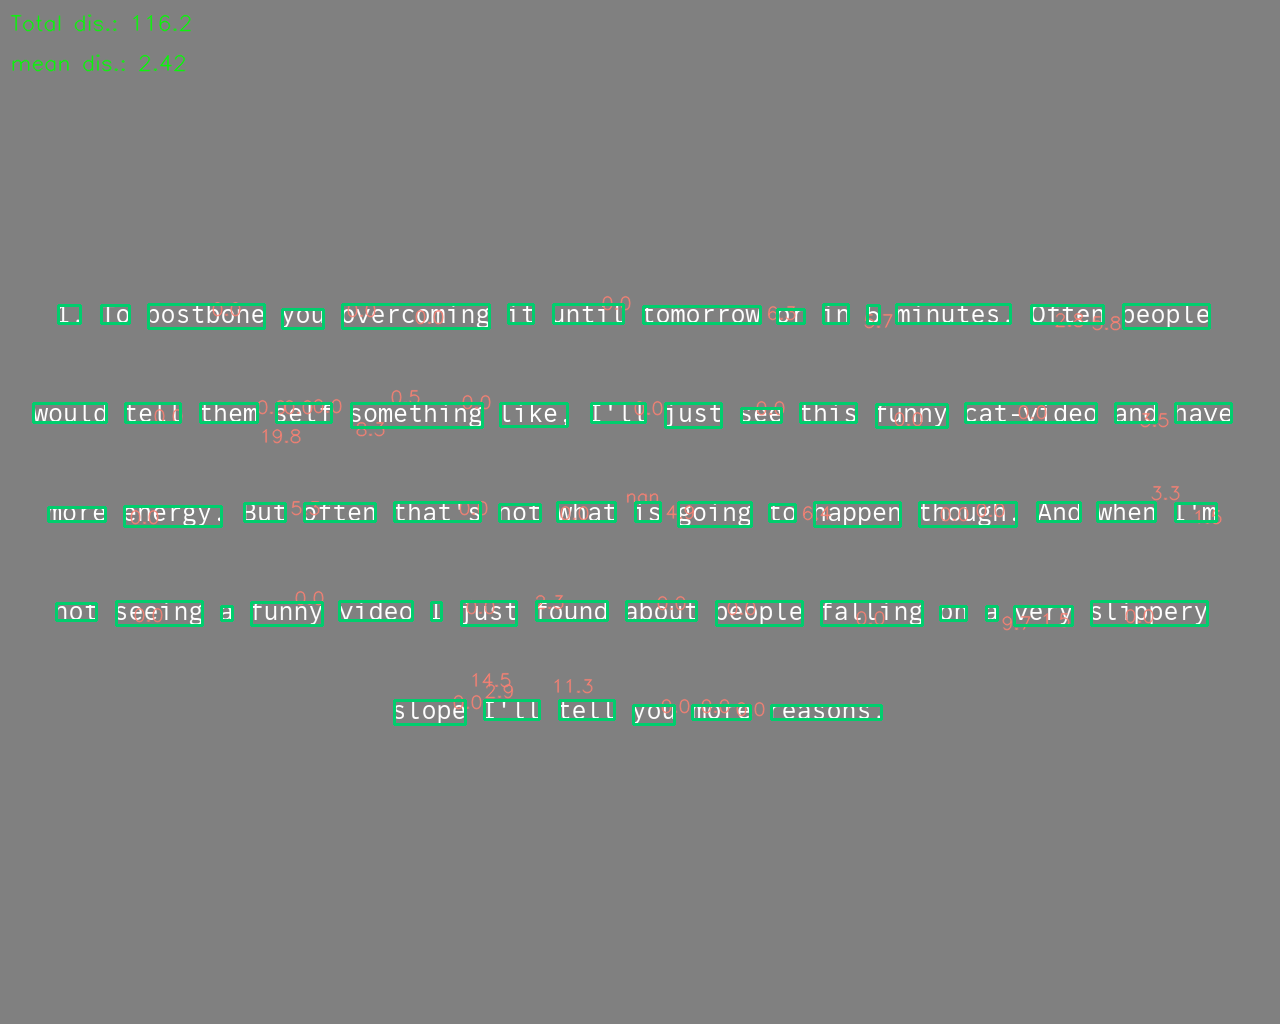 Total dis.: 116.2
mean dis.: 2.42
1. To postbone you overcoming it until tomorrow or in 5 minutes. Often people
would tell them self something like, I'll just see this funny cat-video and have
more energy. But often that's not what is going to happen though. And when I'm
not seeing a funny video I just found about people falling on a very slippery
slope I'll tell you more reasons.